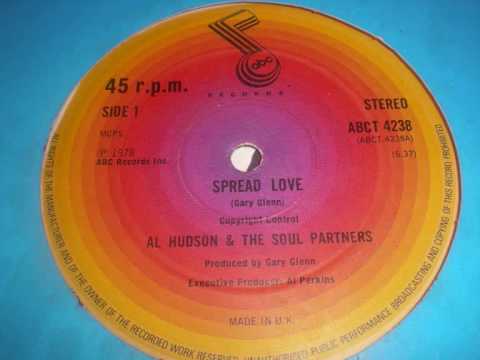 abc
RECORDS
45 r.p.m.
SIDE 1
STEREO
MCPS
ABCT 4238
(ABCT.4238A)
℗ 1978
ABC Records Inc.
(6.37)
SPREAD LOVE
(Gary Glenn)
Copyright Control
AL HUDSON & THE SOUL PARTNERS
Produced by Gary Glenn
Executive Producer: Al Perkins
MADE IN U.K.
ALL RIGHTS OF THE MANUFACTURER AND OF THE OWNER OF THE RECORDED WORK RESERVED. UNAUTHORISED PUBLIC PERFORMANCE BROADCASTING AND COPYING OF THIS RECORD PROHIBITED.